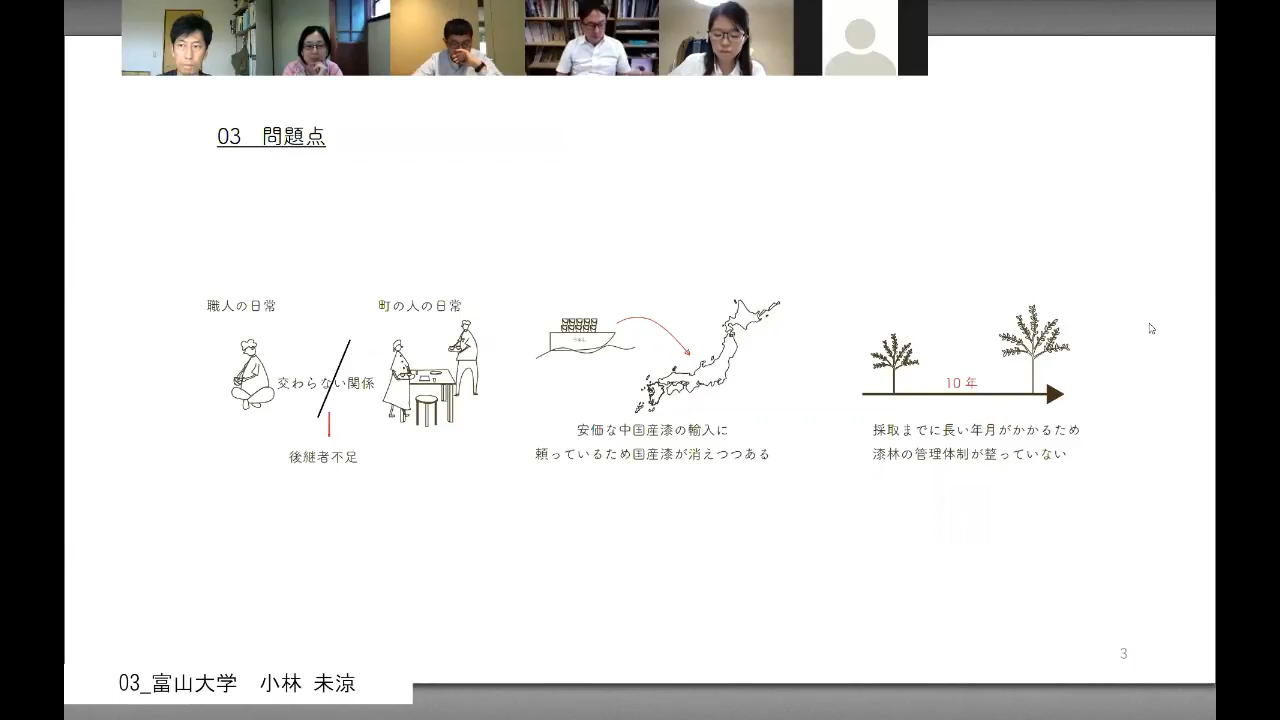 03　問題点
職人の日常
町の人の日常
交わらない関係
後継者不足
安価な中国産漆の輸入に
頼っているため国産漆が消えつつある
10 年
採取までに長い年月がかかるため
漆林の管理体制が整っていない
3
03_富山大学　小林 未涼